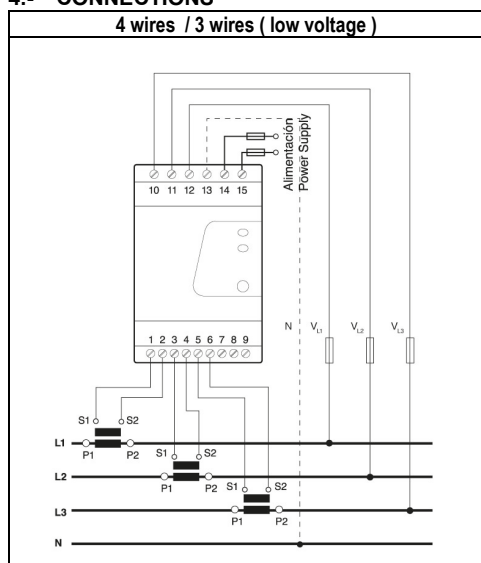 4.- CONNECTIONS
4 wires / 3 wires ( low voltage )
Alimentación
Power Supply
10 11 12 13 14 15
N VL1 VL2 VL3
1 2 3 4 5 6 7 8 9
S1 S2
L1
P1 P2
S1 S2
L2
P1 P2
S1 S2
L3
P1 P2
N